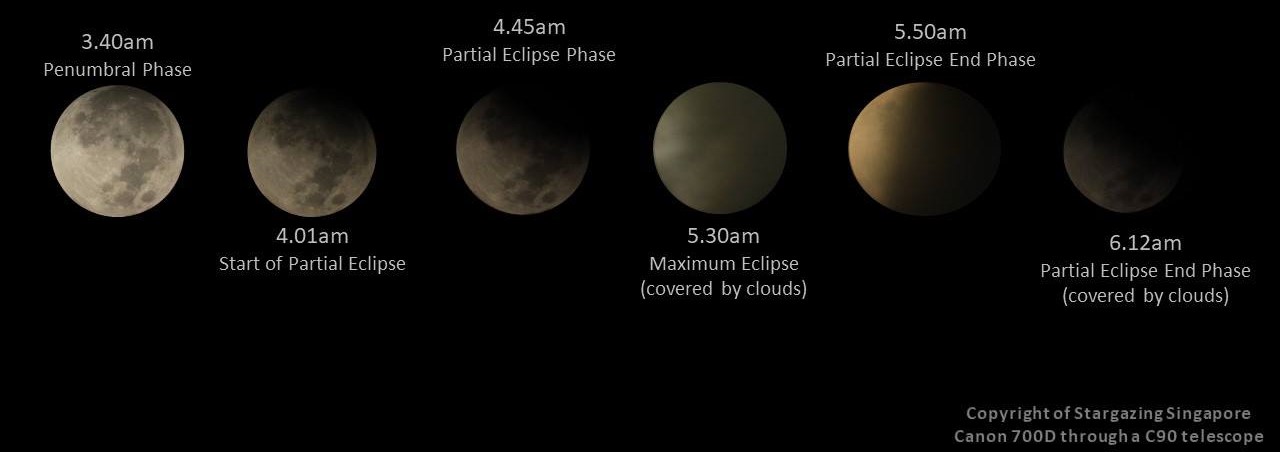 3.40am
Penumbral Phase
4.01am
Start of Partial Eclipse
4.45am
Partial Eclipse Phase
5.30am
Maximum Eclipse
(covered by clouds)
5.50am
Partial Eclipse End Phase
6.12am
Partial Eclipse End Phase
(covered by clouds)
Copyright of Stargazing Singapore
Canon 700D through a C90 telescope